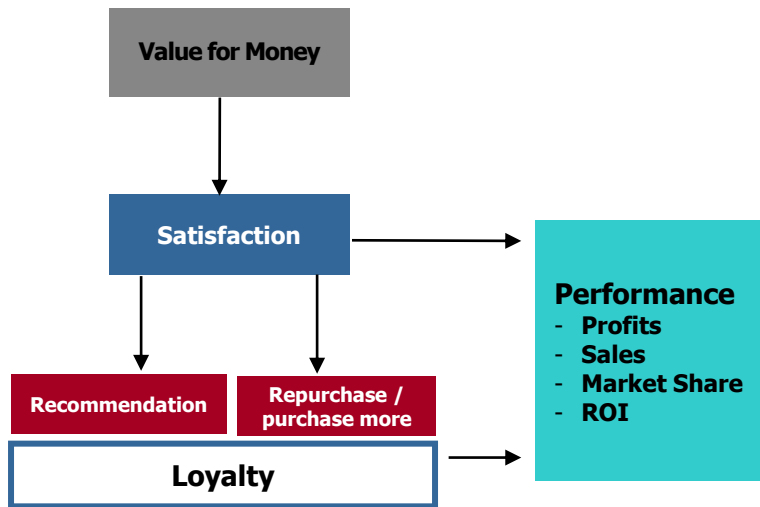 Value for Money
Satisfaction
Performance
- Profits
- Sales
- Market Share
- ROI
Recommendation
Repurchase /
purchase more
Loyalty